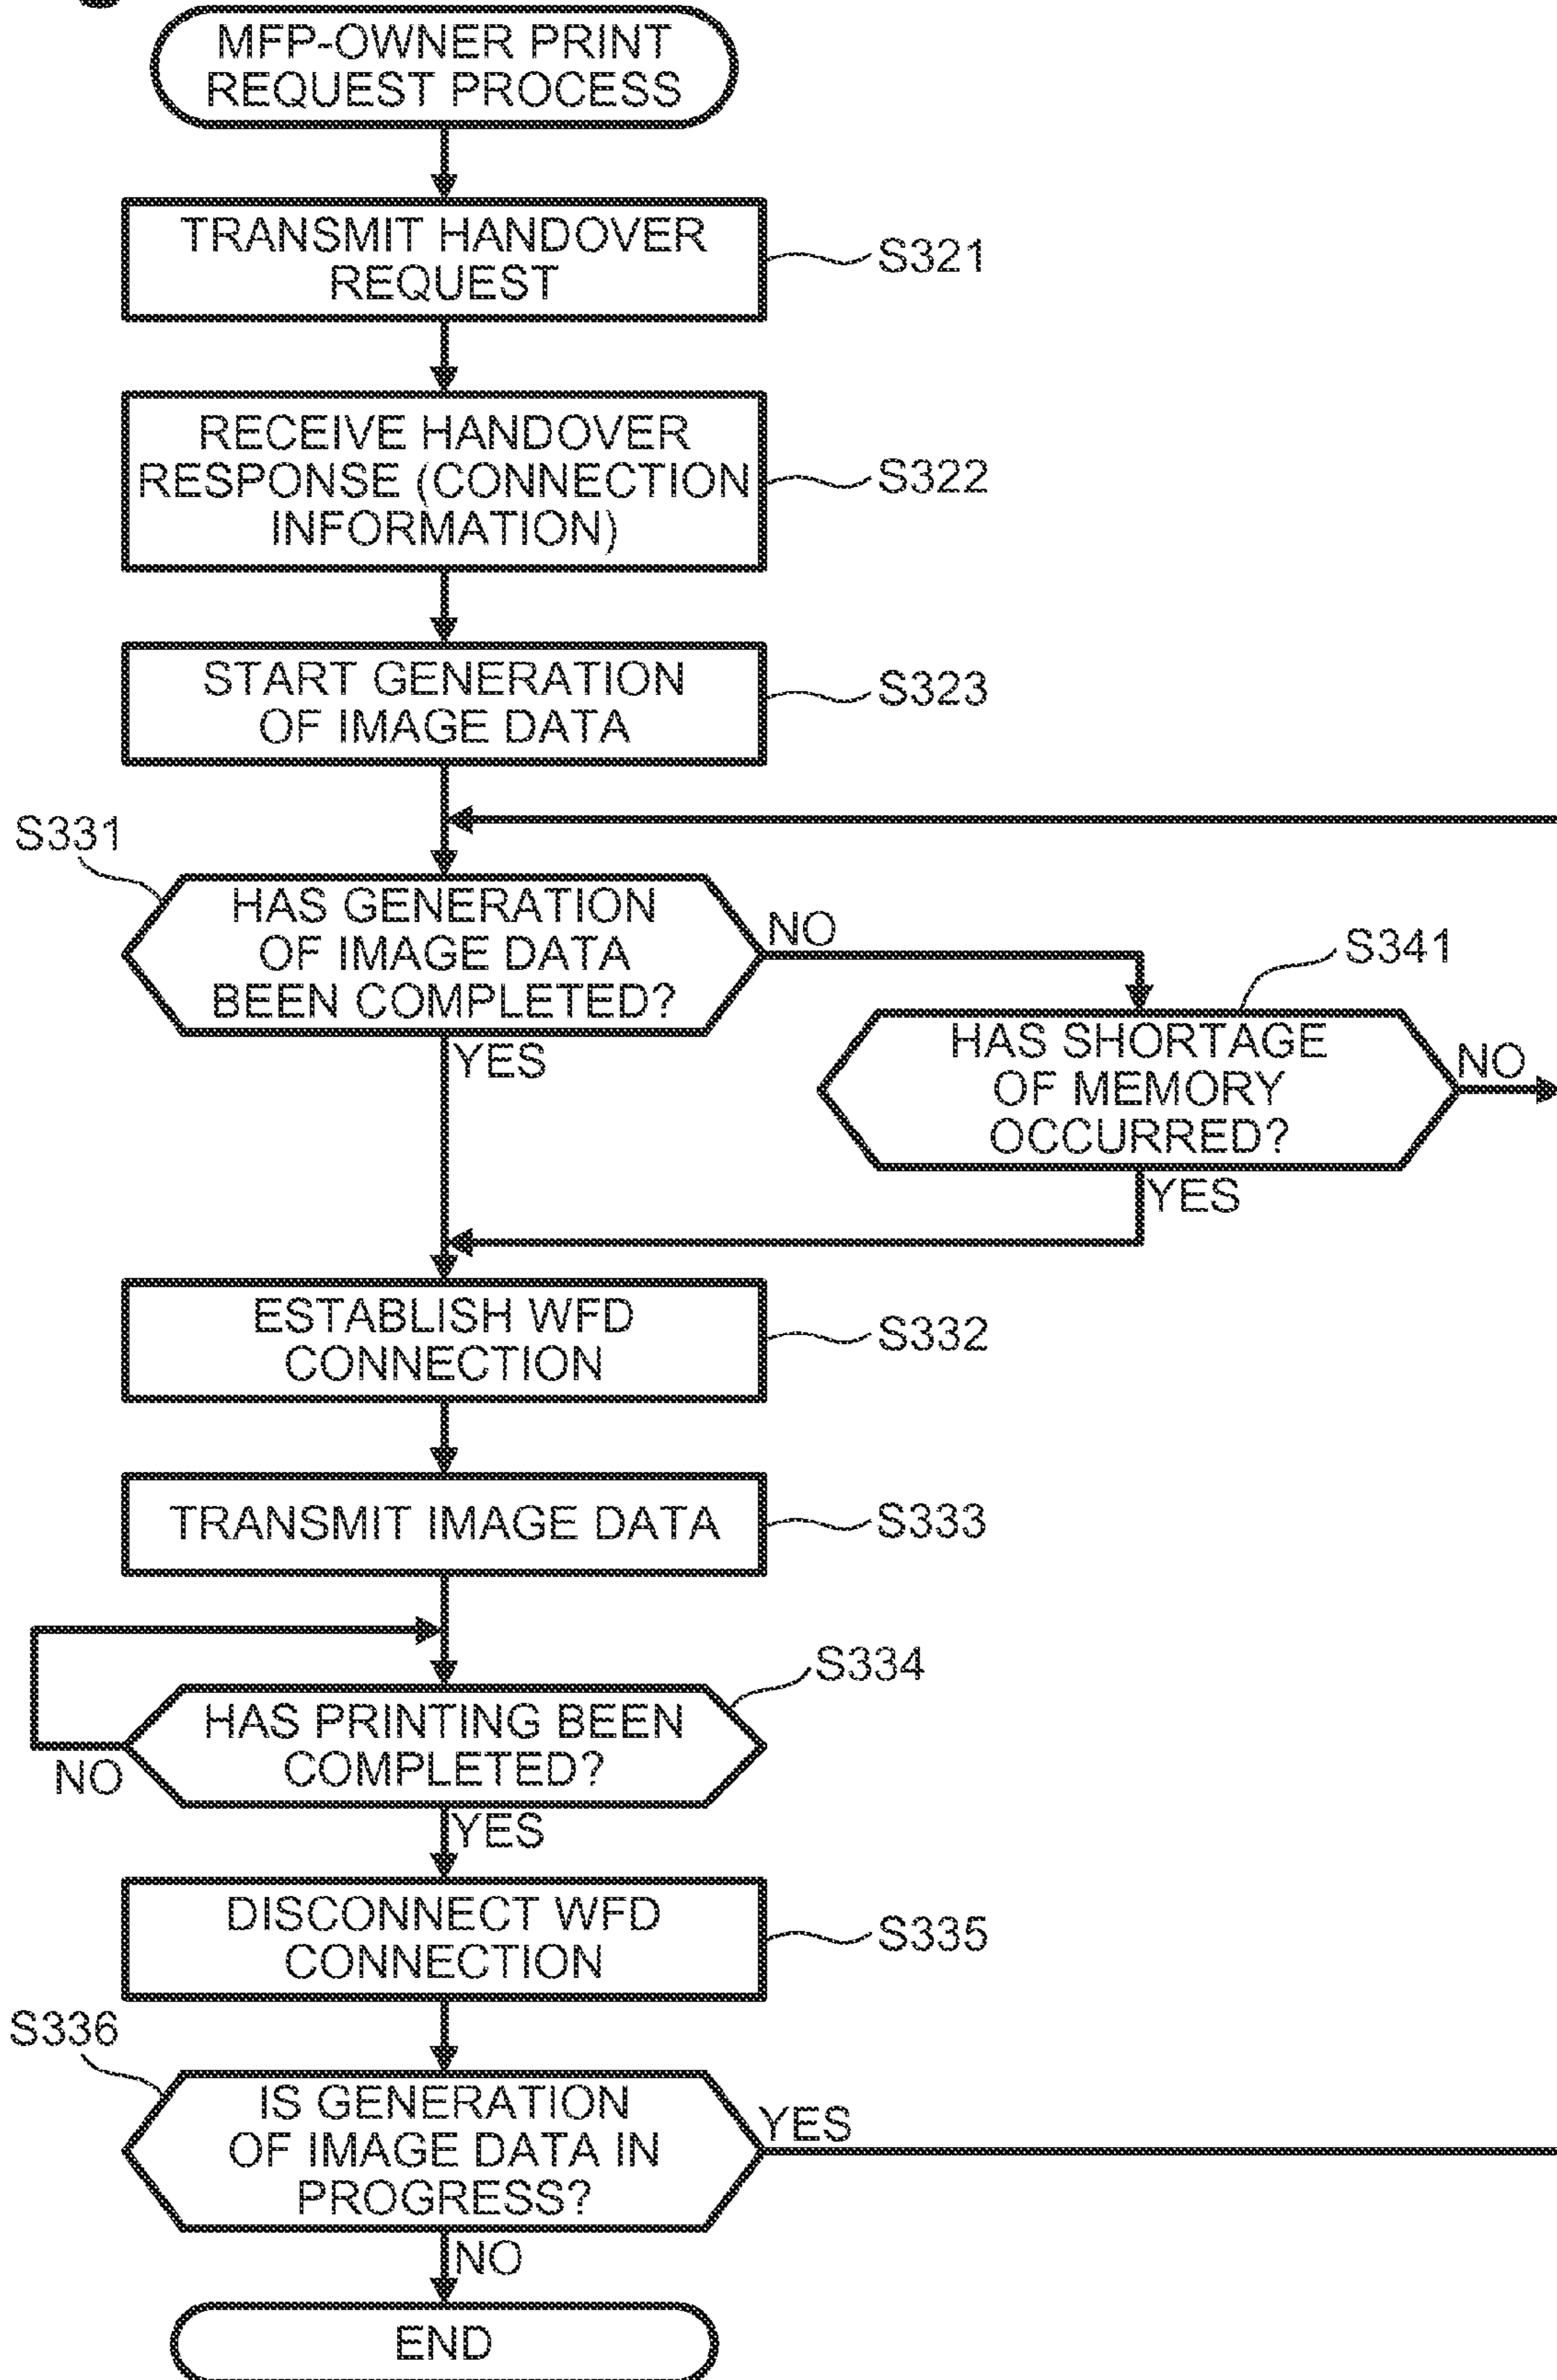 MFP-OWNER PRINT
REQUEST PROCESS
TRANSMIT HANDOVER
REQUEST
S321
RECEIVE HANDOVER
RESPONSE (CONNECTION
INFORMATION)
S322
START GENERATION
OF IMAGE DATA
S323
S331
HAS GENERATION
OF IMAGE DATA
BEEN COMPLETED?
NO
YES
S341
HAS SHORTAGE
OF MEMORY
OCCURRED?
NO
YES
ESTABLISH WFD
CONNECTION
S332
TRANSMIT IMAGE DATA
S333
S334
HAS PRINTING BEEN
COMPLETED?
NO
YES
DISCONNECT WFD
CONNECTION
S335
S336
IS GENERATION
OF IMAGE DATA IN
PROGRESS?
YES
NO
END